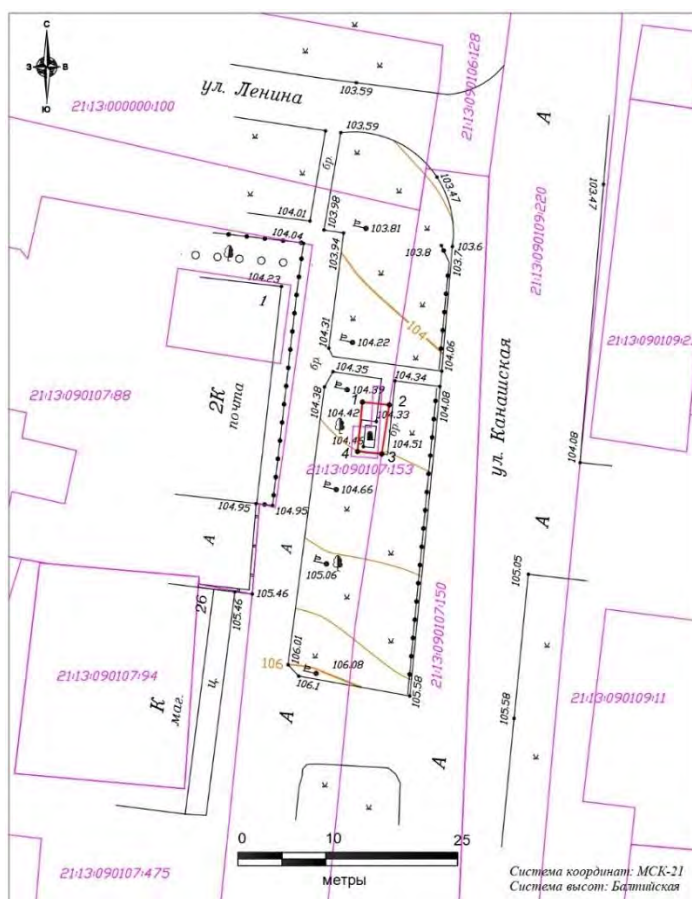 С
З В
Ю
ул. Ленина
21:13:000000:100
21:13:090106:128
К
К
К
103.59
А
103.59
К
бр.
103.47
103.47
К
К
103.98
104.01
103.81
21:13:090109:220
104.04
103.94
103.8
103.6
103.7
К
104.23
1
104
104.31
К
104.22
104.06
21:13:090107:88
2К
почта
бр.
104.35
104.34
104.38
104.39
104.08
1
2
104.42
104.33
бр.
104.45
104.51
4
3
21:13:090107:153
ул. Канашская
104.08
К
104.66
104.95
104.95
К
А
А
А
К
105.06
105.05
105.46
105.46
26
К
21:13:090107:94
К
маг.
ц.
106.01
106
106.08
106.1
105.58
21:13:090107:150
21:13:090109:11
105.58
А
А
К
К
К
21:13:090107:475
0 10 25
метры
Система координат: МСК-21
Система высот: Балтийская